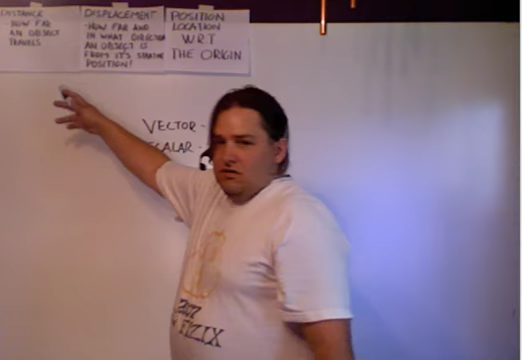 DISTANCE
HOW FAR
AN OBJECT
TRAVELS
DISPLACEMENT
HOW FAR AND
IN WHAT DIRECTION
AN OBJECT IS
FROM IT'S STARTING
POSITION!
POSITION
LOCATION
W.R.T
THE ORIGIN
VECTOR -
SCALAR -
FIZIX